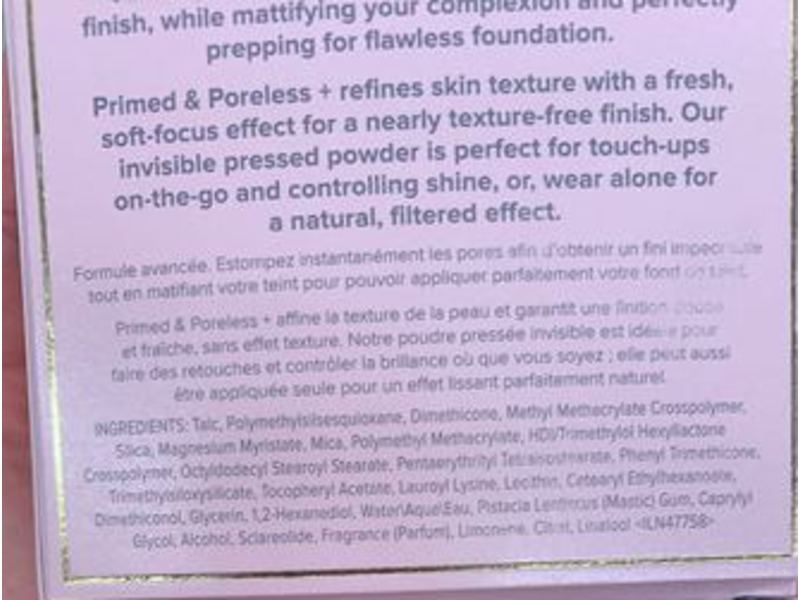 finish, while mattifying your complexion and perfectly
prepping for flawless foundation.
Primed & Poreless + refines skin texture with a fresh,
soft-focus effect for a nearly texture-free finish. Our
invisible pressed powder is perfect for touch-ups
on-the-go and controlling shine, or, wear alone for
a natural, filtered effect.
Formule avancée. Estompez instantanément les pores afin d'obtenir un fini impeccable
tout en matifiant votre teint pour pouvoir appliquer parfaitement votre fond de teint.
Primed & Poreless + affine la texture de la peau et garantit une finition douce
et fraîche, sans effet texture. Notre poudre pressée invisible est idéale pour
faire des retouches et contrôler la brillance où que vous soyez ; elle peut aussi
être appliquée seule pour un effet lissant parfaitement naturel.
INGREDIENTS: Talc, Polymethylsilsesquioxane, Dimethicone, Methyl Methacrylate Crosspolymer,
Silica, Magnesium Myristate, Mica, Polymethyl Methacrylate, HDI/Trimethylol Hexyllactone
Crosspolymer, Octyldodecyl Stearoyl Stearate, Pentaerythrityl Tetraisostearate, Phenyl Trimethicone,
Trimethylsiloxysilicate, Tocopheryl Acetate, Lauroyl Lysine, Lecithin, Cetearyl Ethylhexanoate,
Dimethiconol, Glycerin, 1,2-Hexanediol, Water\Aqua\Eau, Pistacia Lentiscus (Mastic) Gum, Caprylyl
Glycol, Alcohol, Sclareolide, Fragrance (Parfum), Limonene, Citral, Linalool <ILN47758>